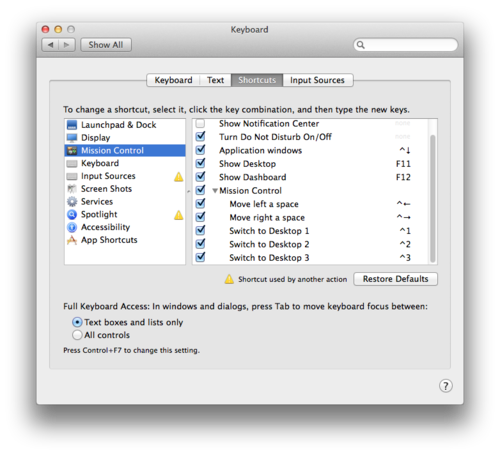 Keyboard
Show All
Keyboard Text Shortcuts Input Sources
To change a shortcut, select it, click the key combination, and then type the new keys.
Launchpad & Dock
Display
Mission Control
Keyboard
Input Sources
Screen Shots
Services
Spotlight
Accessibility
App Shortcuts
Show Notification Center none
Turn Do Not Disturb On/Off none
Application windows ^↓
Show Desktop F11
Show Dashboard F12
Mission Control
Move left a space ^←
Move right a space ^→
Switch to Desktop 1 ^1
Switch to Desktop 2 ^2
Switch to Desktop 3 ^3
Shortcut used by another action
Restore Defaults
Full Keyboard Access: In windows and dialogs, press Tab to move keyboard focus between:
Text boxes and lists only
All controls
Press Control+F7 to change this setting.
?